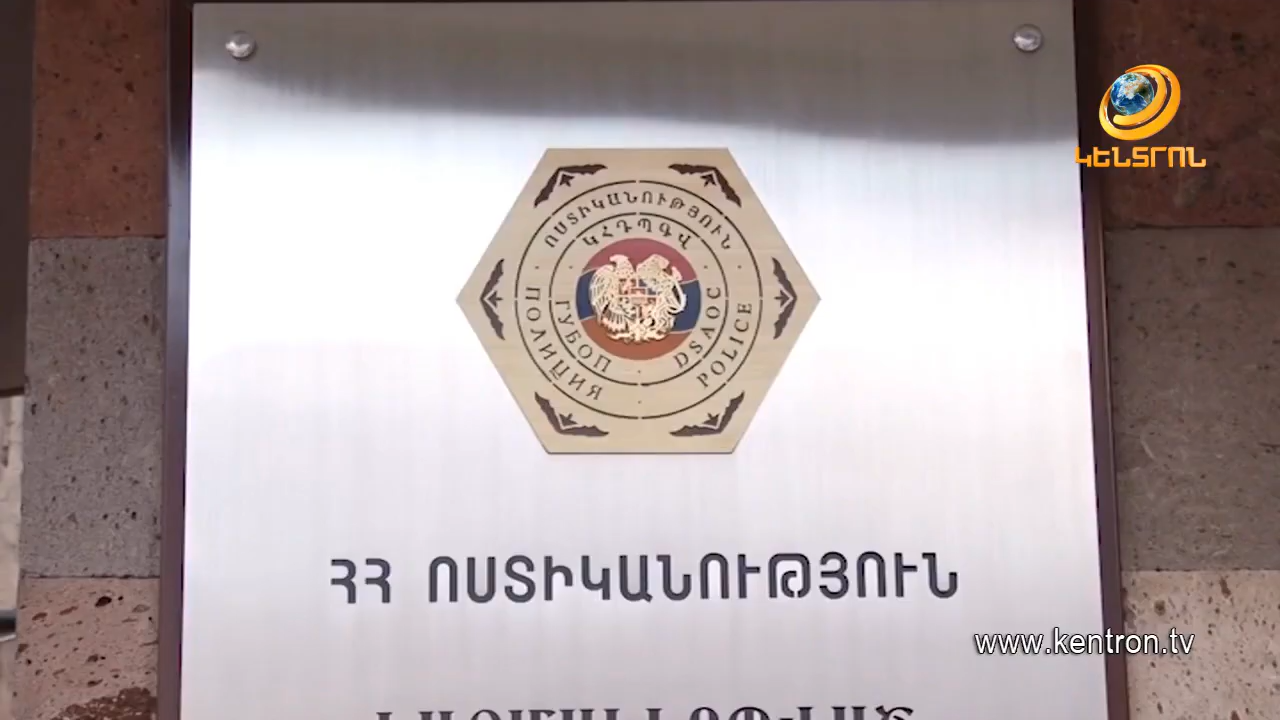 ԿԵՆՏՐՈՆ
ՈՍՏԻԿԱՆՈՒԹՅՈՒՆ
ԿՀԴՊԳՎ
ПОЛИЦИЯ
ГУБОП
DSAOC
POLICE
ՀՀ ՈՍՏԻԿԱՆՈՒԹՅՈՒՆ
www.kentron.tv